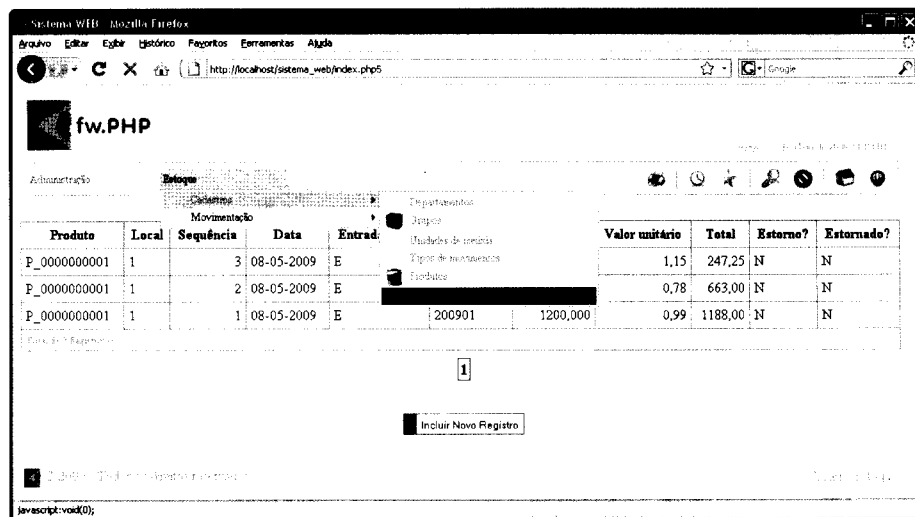 Sistema WEB - Mozilla Firefox
Arquivo Editar Exibir Histórico Favoritos Ferramentas Ajuda
http://localhost/sistema_web/index.php5
Google
fw.PHP
Administração Estoque
Cadastros
Movimentação
Departamentos
Grupos
Unidades de medida
Tipos de movimentos
Produtos
Produto Local Sequência Data Entrad Valor unitário Total Estorno? Estornado?
P_0000000001 1 3 08-05-2009 E 1,15 247,25 N N
P_0000000001 1 2 08-05-2009 E 0,78 663,00 N N
P_0000000001 1 1 08-05-2009 E 200901 1200,000 0,99 1188,00 N N
1
Incluir Novo Registro
javascript:void(0);